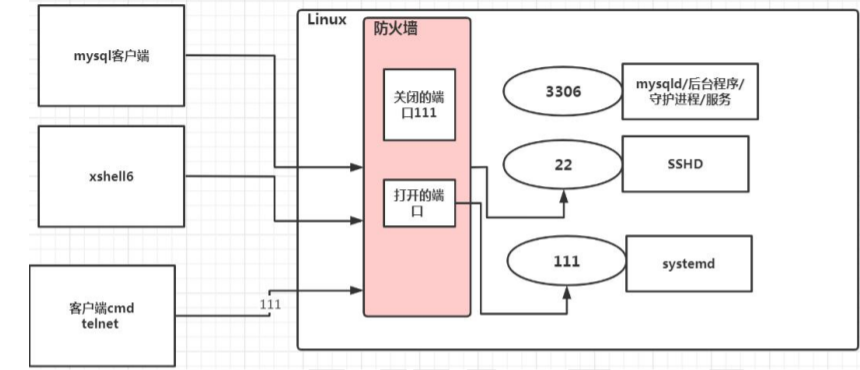 Linux
防火墙
mysql客户端
关闭的端
口111
3306
mysqld/后台程序/
守护进程/服务
xshell6
22
SSHD
打开的端
口
111
systemd
客户端cmd
telnet
111